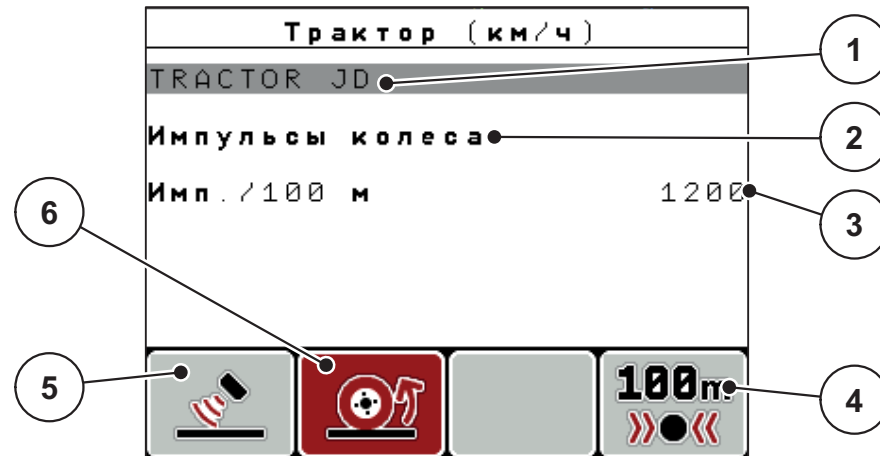 Трактор (км/ч)
1
TRACTOR JD
Импульсы колеса
2
Имп./100 м 1200
3
6
5
100m
4